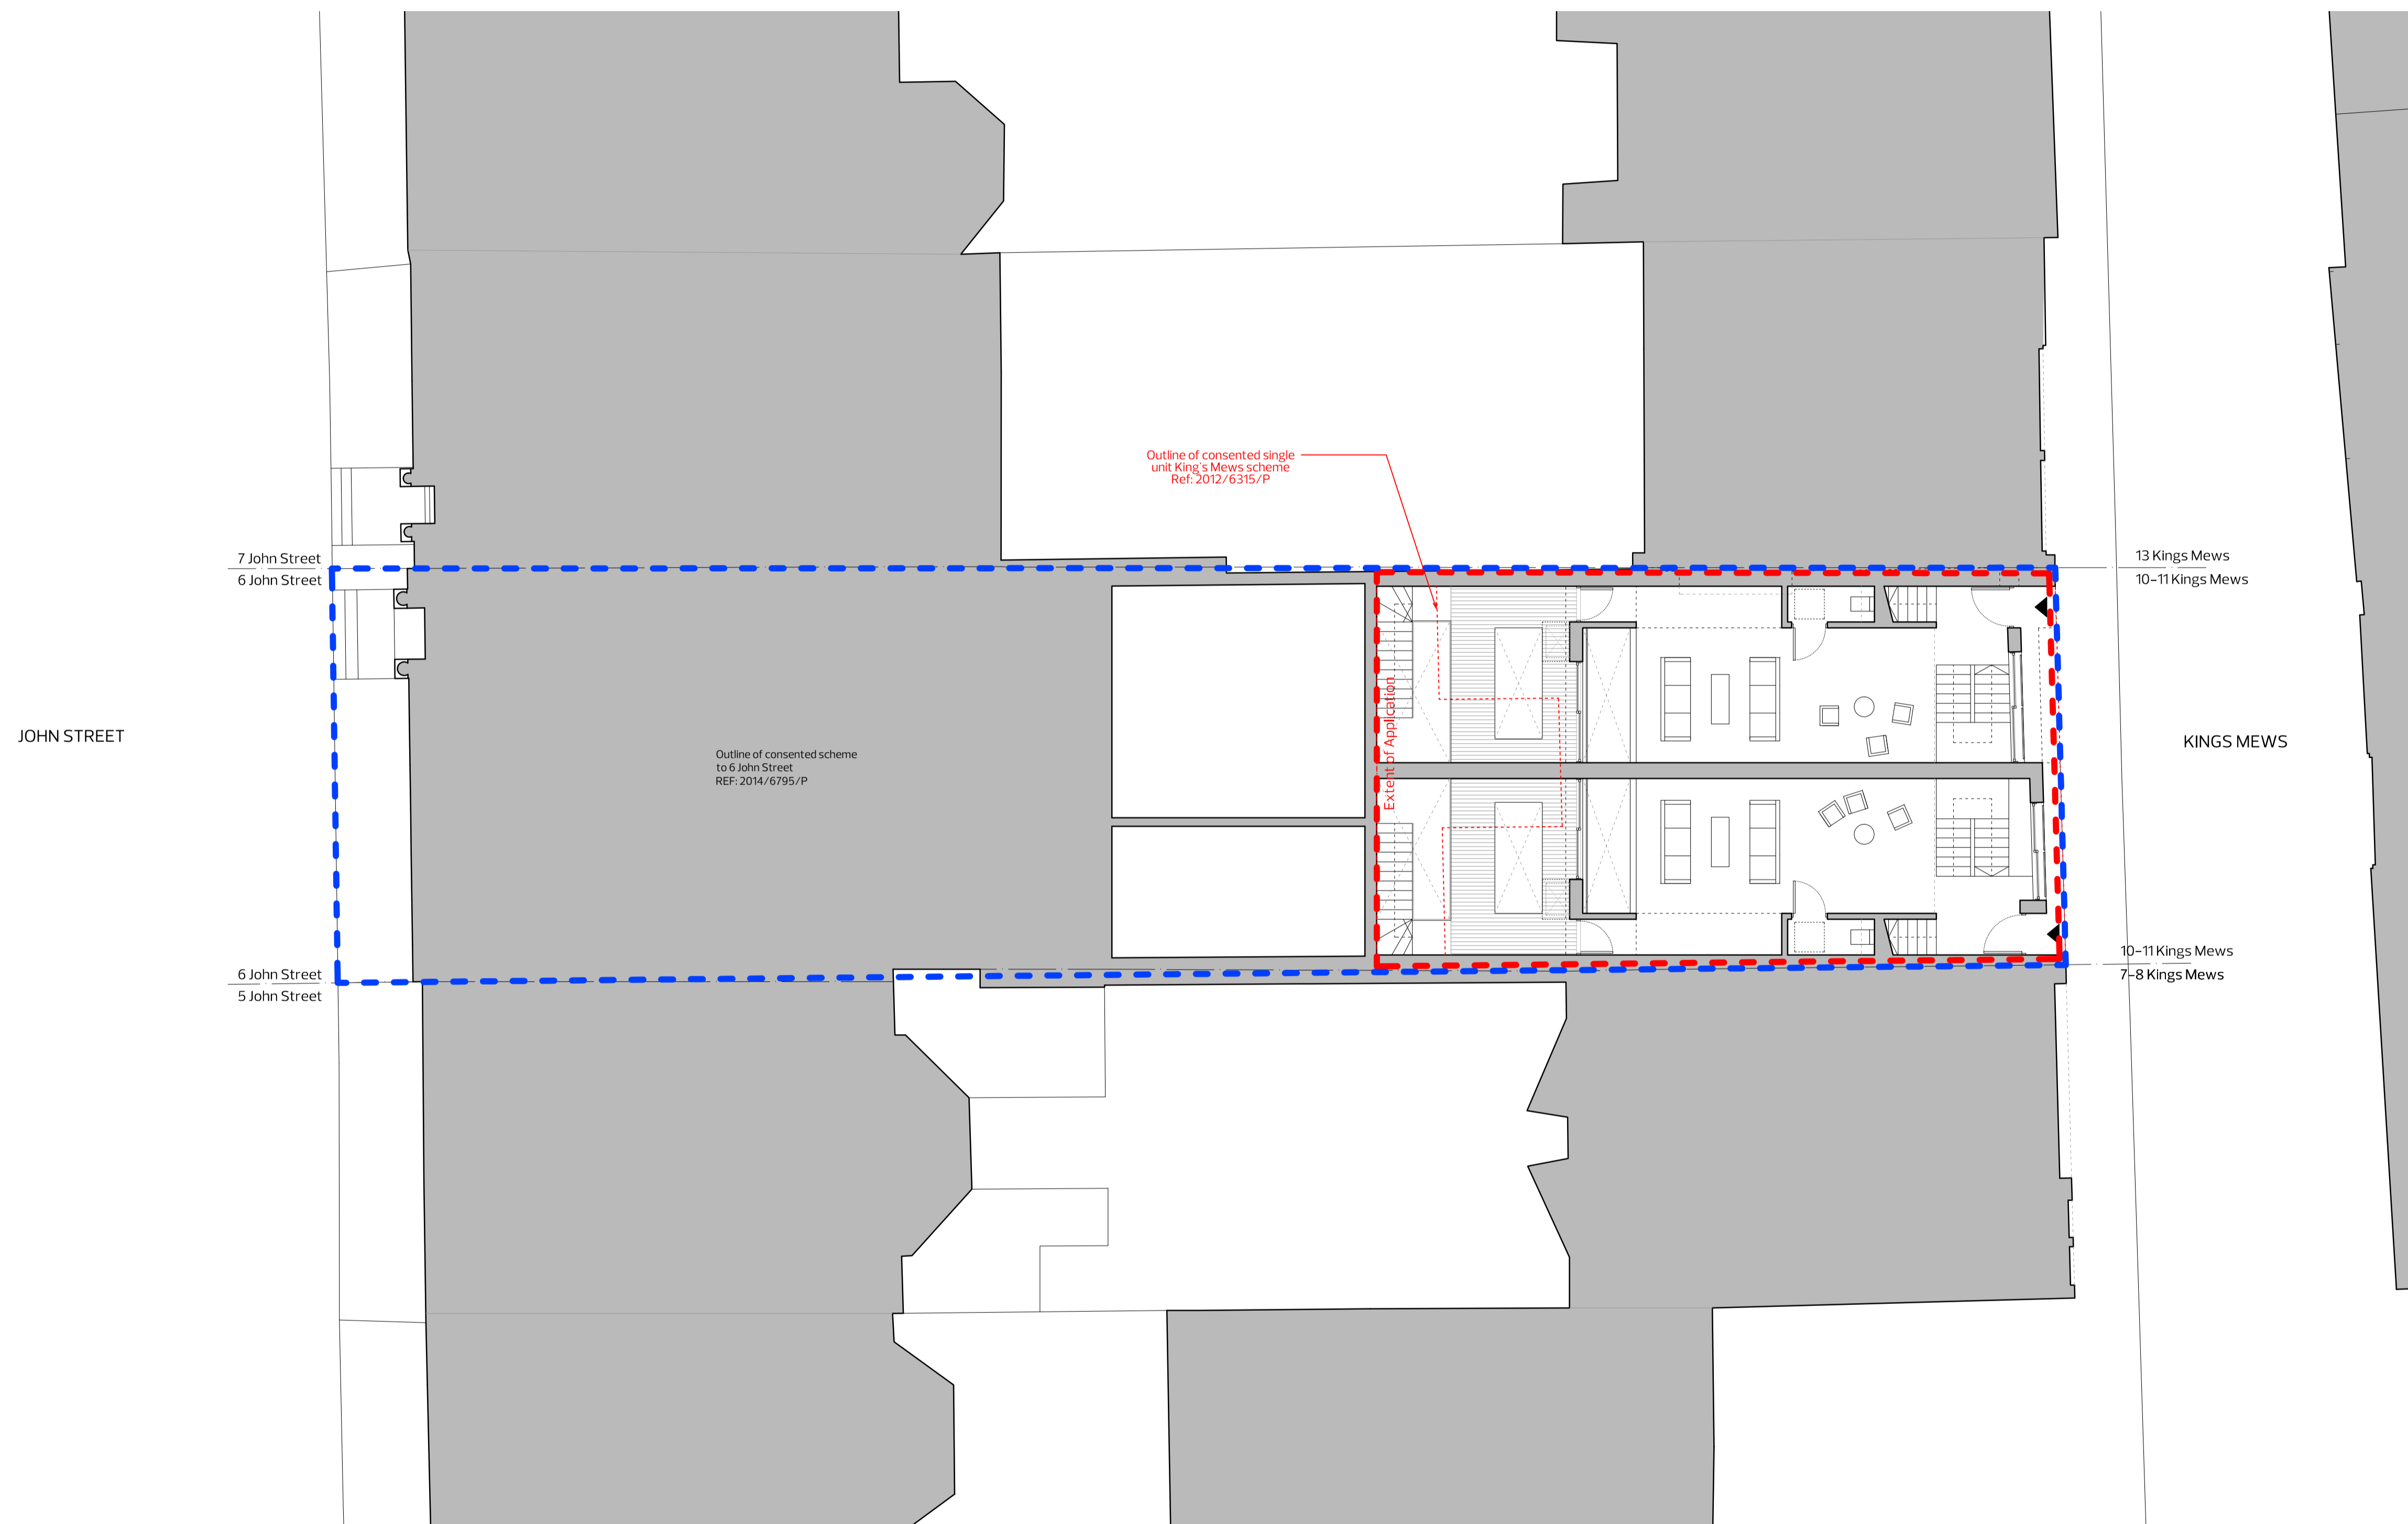 Outline of consented single
unit King's Mews scheme
Ref: 2012/6315/P
7 John Street
6 John Street
13 Kings Mews
10-11 Kings Mews
JOHN STREET
Outline of consented scheme
to 6 John Street
REF: 2014/6795/P
Extent of Application
KINGS MEWS
6 John Street
5 John Street
10-11 Kings Mews
7-8 Kings Mews